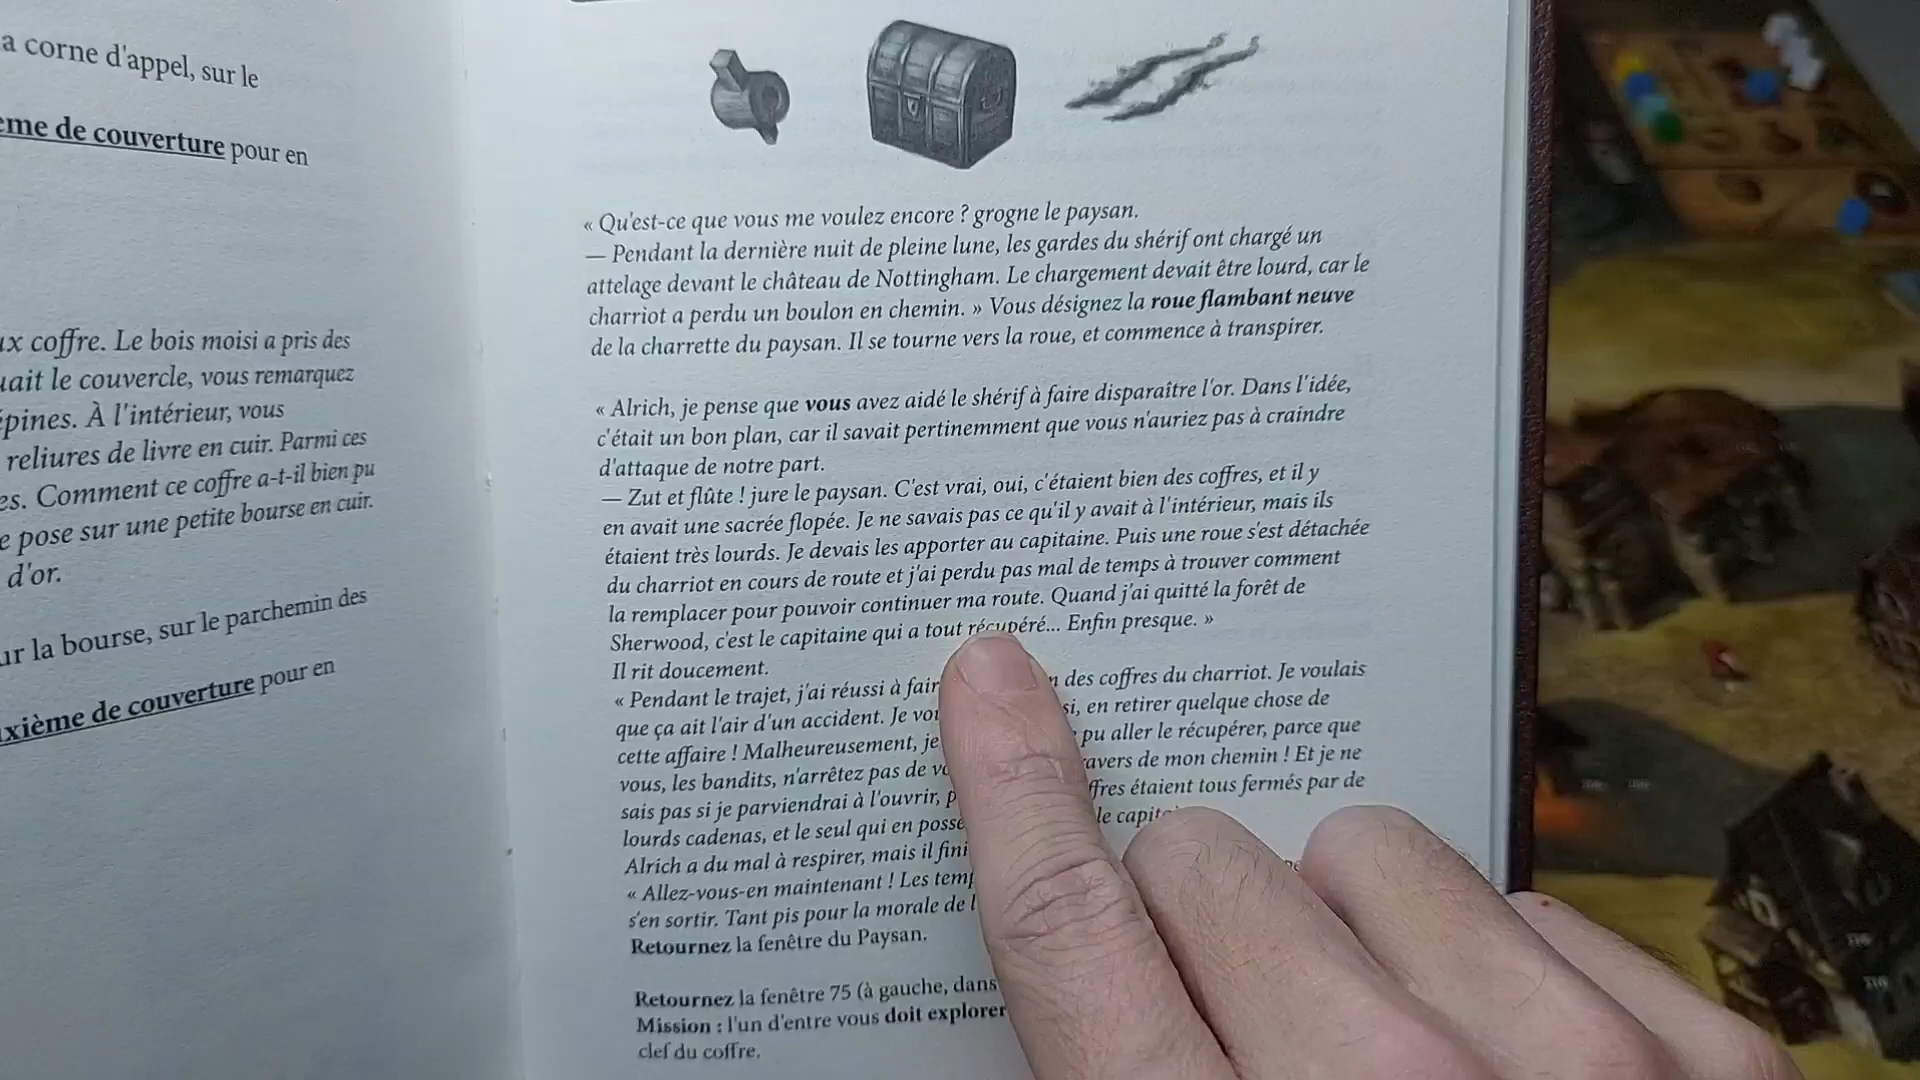 a corne d'appel, sur le
ème de couverture pour en
ux coffre. Le bois moisi a pris des
uait le couvercle, vous remarquez
épines. À l'intérieur, vous
reliures de livre en cuir. Parmi ces
es. Comment ce coffre a-t-il bien pu
e pose sur une petite bourse en cuir.
d'or.
ur la bourse, sur le parchemin des
uxième de couverture pour en
« Qu'est-ce que vous me voulez encore ? grogne le paysan.
— Pendant la dernière nuit de pleine lune, les gardes du shérif ont chargé un
attelage devant le château de Nottingham. Le chargement devait être lourd, car le
charriot a perdu un boulon en chemin. » Vous désignez la roue flambant neuve
de la charrette du paysan. Il se tourne vers la roue, et commence à transpirer.
« Alrich, je pense que vous avez aidé le shérif à faire disparaître l'or. Dans l'idée,
c'était un bon plan, car il savait pertinemment que vous n'auriez pas à craindre
d'attaque de notre part.
— Zut et flûte ! jure le paysan. C'est vrai, oui, c'étaient bien des coffres, et il y
en avait une sacrée flopée. Je ne savais pas ce qu'il y avait à l'intérieur, mais ils
étaient très lourds. Je devais les apporter au capitaine. Puis une roue s'est détachée
du charriot en cours de route et j'ai perdu pas mal de temps à trouver comment
la remplacer pour pouvoir continuer ma route. Quand j'ai quitté la forêt de
Sherwood, c'est le capitaine qui a tout récupéré... Enfin presque. »
Il rit doucement.
« Pendant le trajet, j'ai réussi à fair des coffres du charriot. Je voulais
que ça ait l'air d'un accident. Je si, en retirer quelque chose de
cette affaire ! Malheureusement, je pu aller le récupérer, parce que
vous, les bandits, n'arrêtez pas de de mon chemin ! Et je ne
sais pas si je parviendrai à l'ouvrir, étaient tous fermés par de
lourds cadenas, et le seul qui en le
Alrich a du mal à respirer, mais il
« Allez-vous-en maintenant ! Les
s'en sortir. Tant pis pour la morale de
Retournez la fenêtre du Paysan.
Retournez la fenêtre 75 (à gauche, dans
Mission : l'un d'entre vous doit explorer
clef du coffre.